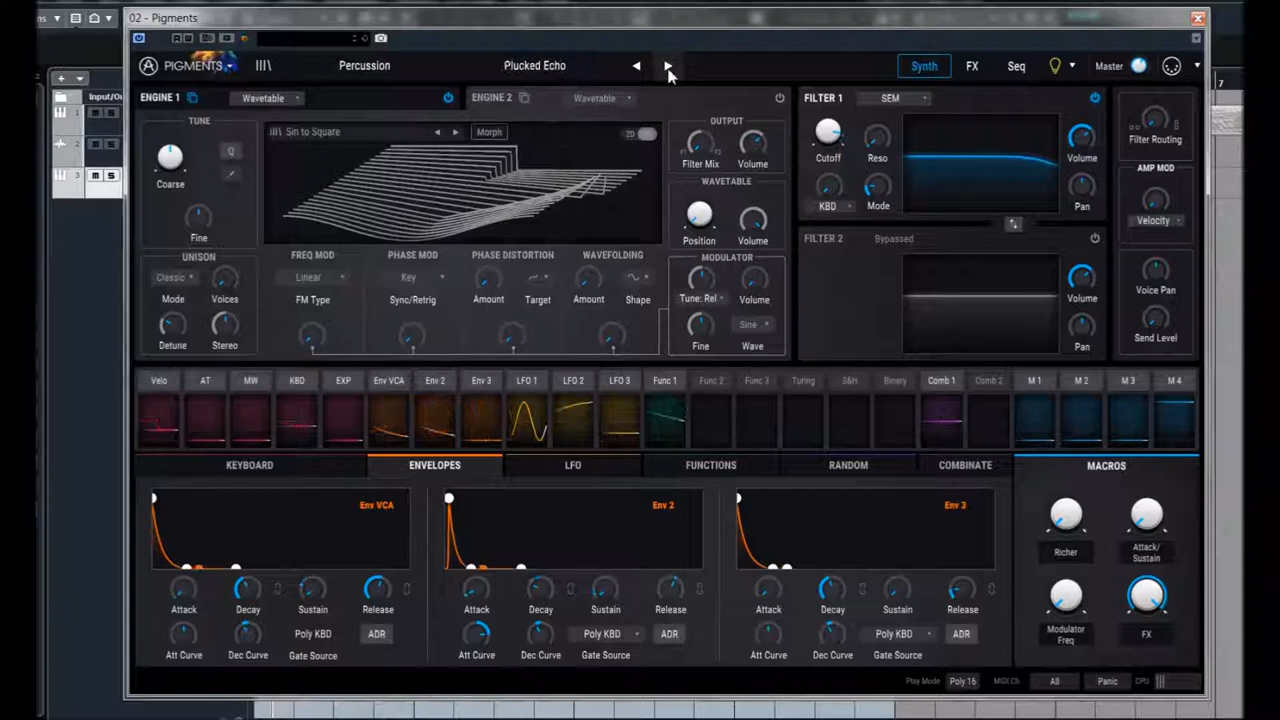 02 - Pigments
PIGMENTS Percussion Plucked Echo Synth FX Seq Master
7
Input/Ou
1
2
3 M S
ENGINE 1 Wavetable ENGINE 2 Wavetable FILTER 1 SEM
TUNE Sin to Square Morph 2D OUTPUT
Coarse Q Filter Mix Volume Cutoff Reso Volume Filter Routing
WAVETABLE AMP MOD
Fine Position Volume KBD Mode Pan Velocity
UNISON FREQ MOD PHASE MOD PHASE DISTORTION WAVEFOLDING MODULATOR FILTER 2 Bypassed
Classic Linear Key
Mode Voices FM Type Sync/Retrig Amount Target Amount Shape Tune: Rel Volume Volume Voice Pan
Sine
Detune Stereo Fine Wave Pan Send Level
Velo AT MW KBD EXP Env VCA Env 2 Env 3 LFO 1 LFO 2 LFO 3 Func 1 Func 2 Func 3 Turing S&H Binary Comb 1 Comb 2 M 1 M 2 M 3 M 4
KEYBOARD ENVELOPES LFO FUNCTIONS RANDOM COMBINATE MACROS
Env VCA Env 2 Env 3
Richer Attack/
Sustain
Attack Decay Sustain Release Attack Decay Sustain Release Attack Decay Sustain Release
Poly KBD ADR Poly KBD ADR Poly KBD ADR Modulator
Freq FX
Att Curve Dec Curve Gate Source Att Curve Dec Curve Gate Source Att Curve Dec Curve Gate Source
Play Mode Poly 16 MIDI Ch All Panic CPU